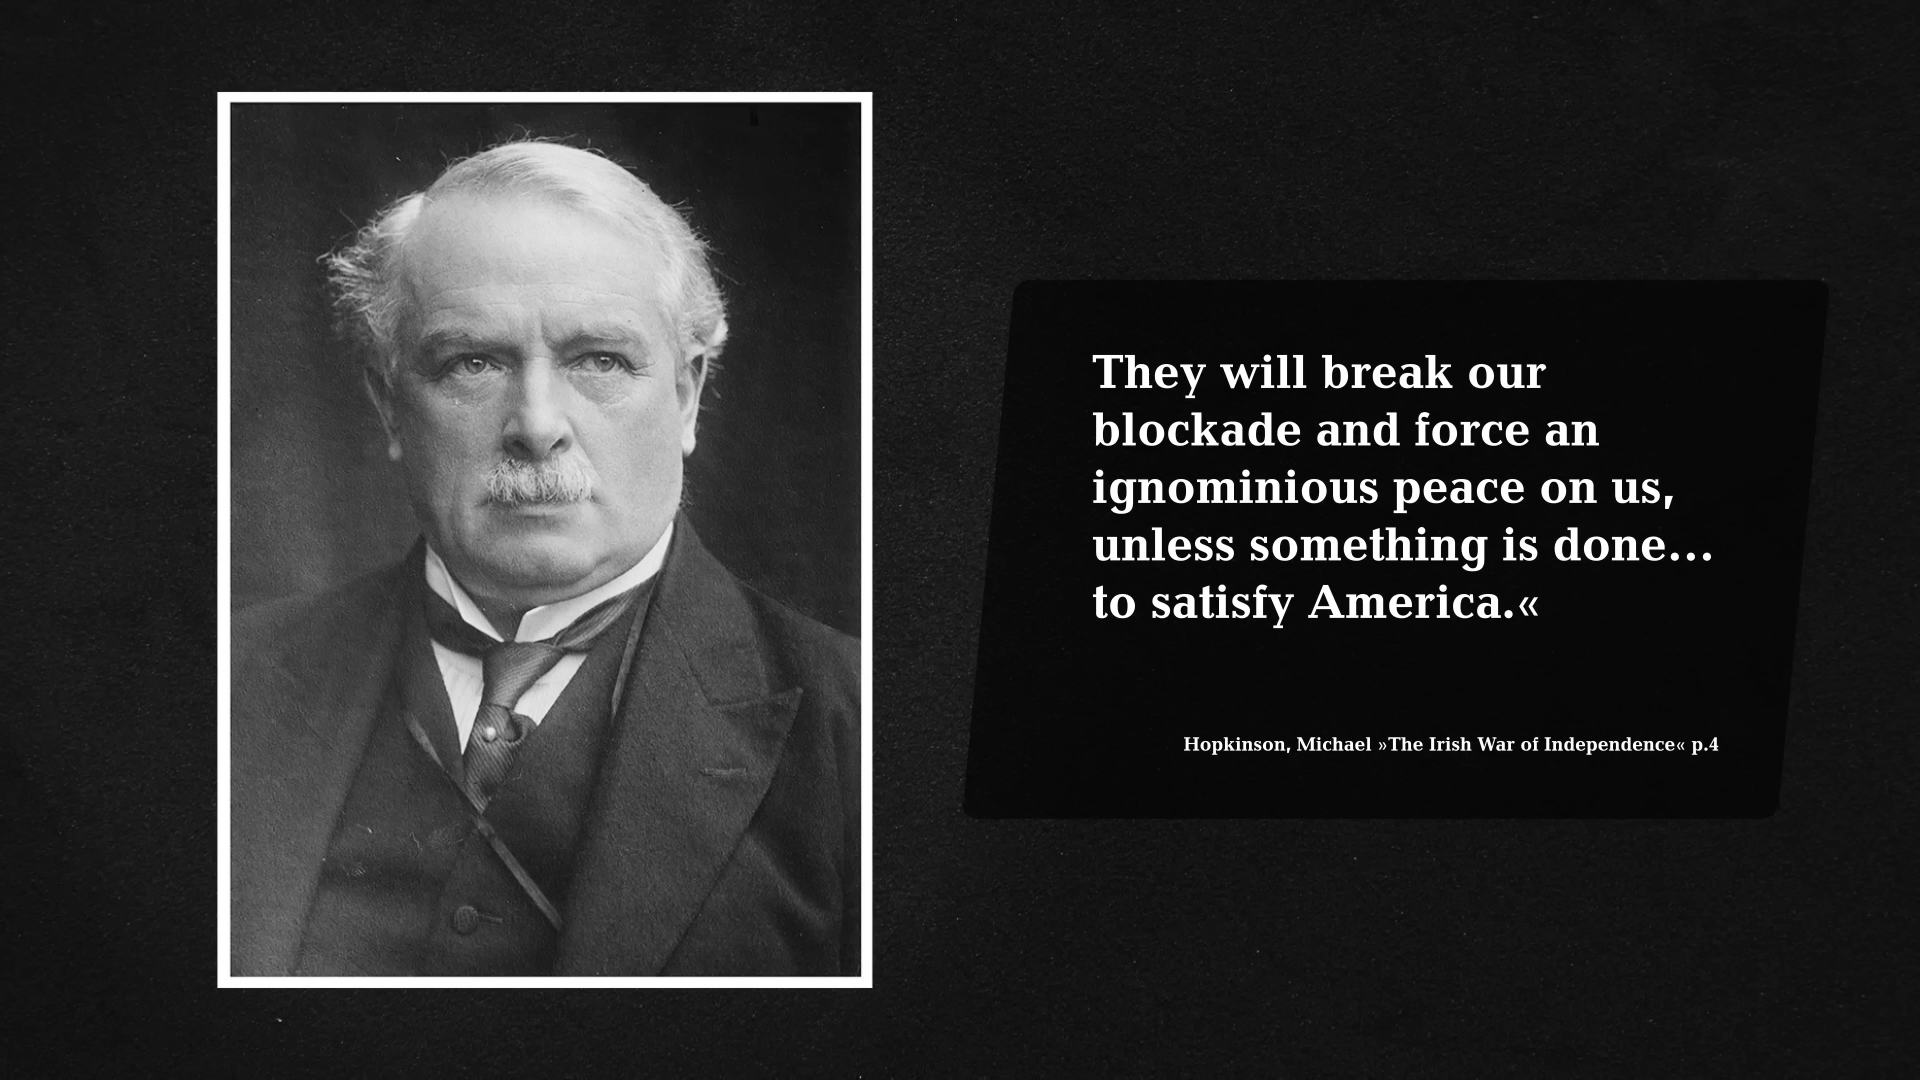 They will break our
blockade and force an
ignominious peace on us,
unless something is done...
to satisfy America.«
Hopkinson, Michael »The Irish War of Independence« p.4